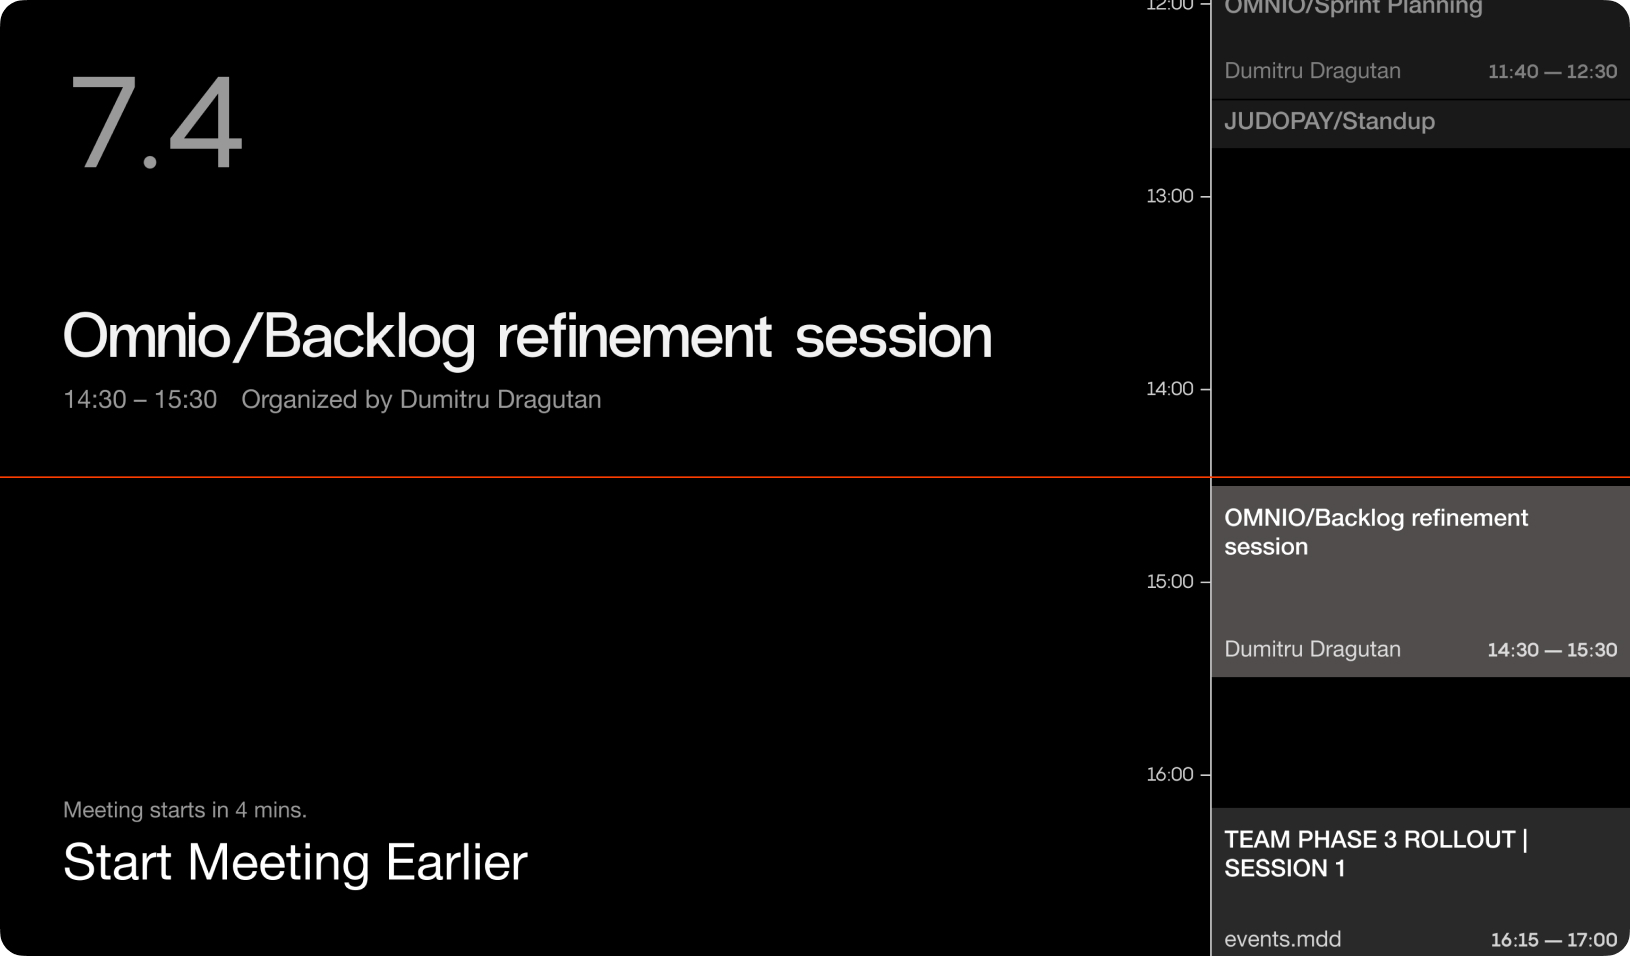 7.4
Omnio/Backlog refinement session
14:30 – 15:30 Organized by Dumitru Dragutan
Meeting starts in 4 mins.
Start Meeting Earlier
12:00
13:00
14:00
15:00
16:00
OMNIO/Sprint Planning
Dumitru Dragutan 11:40 — 12:30
JUDOPAY/Standup
OMNIO/Backlog refinement
session
Dumitru Dragutan 14:30 — 15:30
TEAM PHASE 3 ROLLOUT |
SESSION 1
events.mdd 16:15 — 17:00